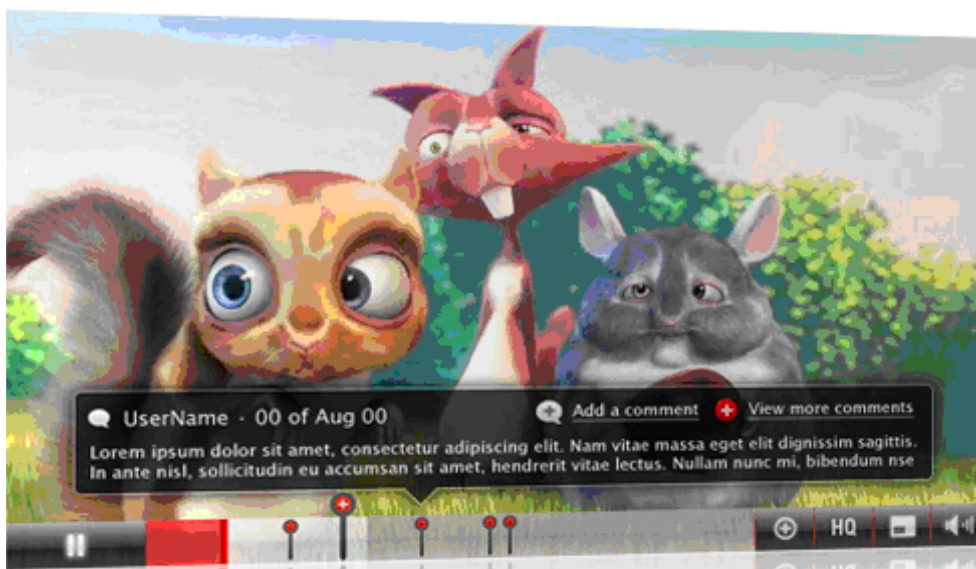 UserName - 00 of Aug 00 Add a comment View more comments
Lorem ipsum dolor sit amet, consectetur adipiscing elit. Nam vitae massa eget elit dignissim sagittis.
In ante nisl, sollicitudin eu accumsan sit amet, hendrerit vitae lectus. Nullam nunc mi, bibendum nse
HQ